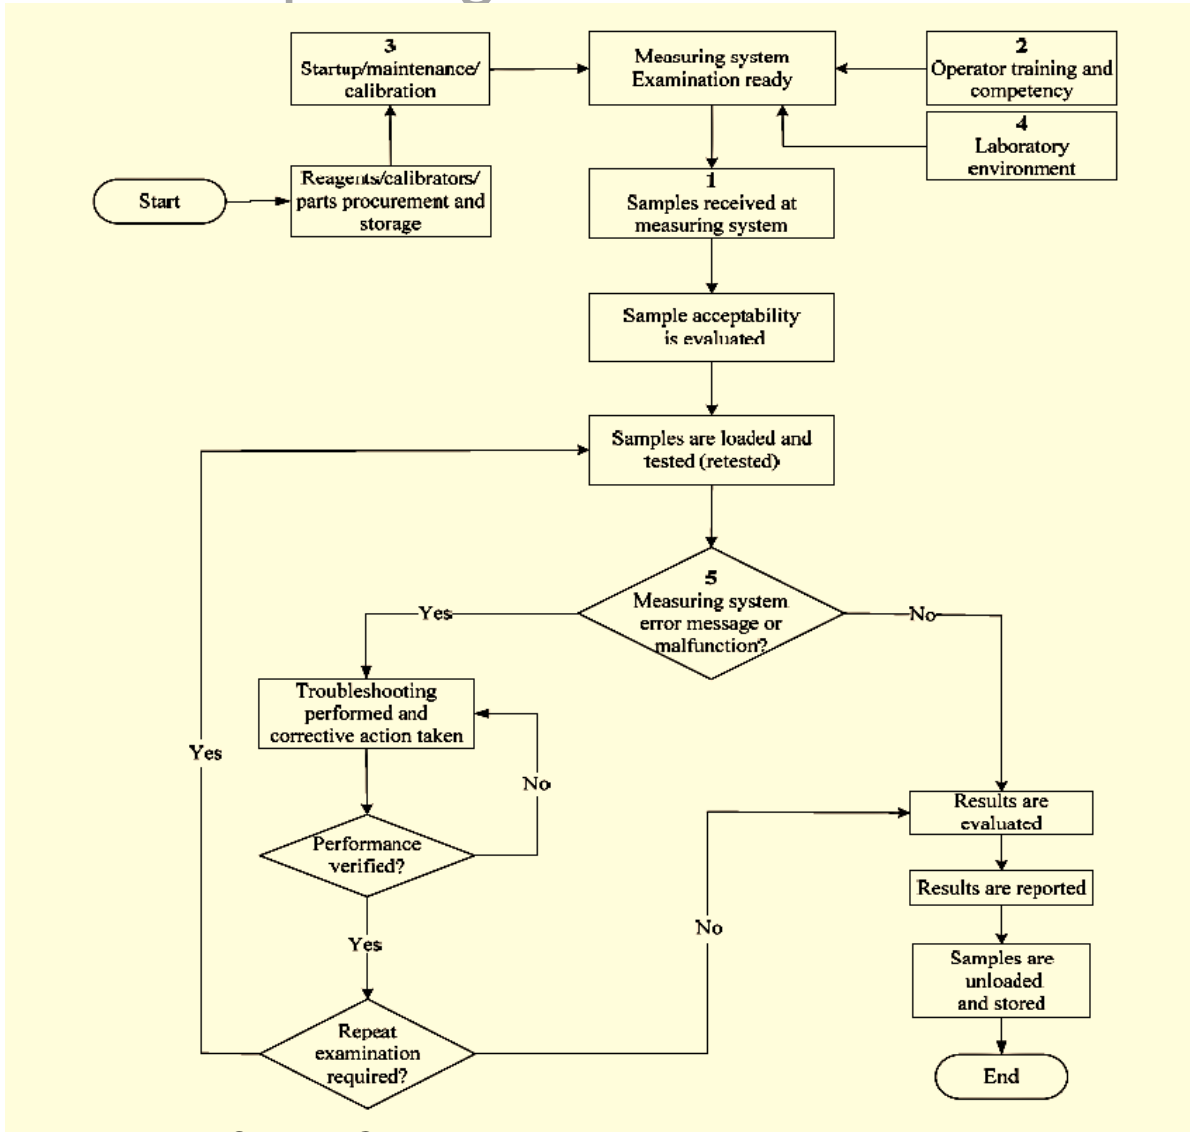 3
Startup/maintenance/
calibration
Measuring system
Examination ready
2
Operator training and
competency
4
Laboratory
environment
Start
Reagents/calibrators/
parts procurement and
storage
1
Samples received at
measuring system
Sample acceptability
is evaluated
Samples are loaded and
tested (retested)
5
Measuring system
error message or
malfunction?
Yes
No
Troubleshooting
performed and
corrective action taken
Yes
No
Performance
verified?
Yes
Repeat
examination
required?
No
Results are
evaluated
Results are reported
Samples are
unloaded
and stored
End